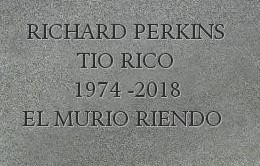 RICHARD PERKINS
TIO RICO
1974 -2018
EL MURIO RIENDO